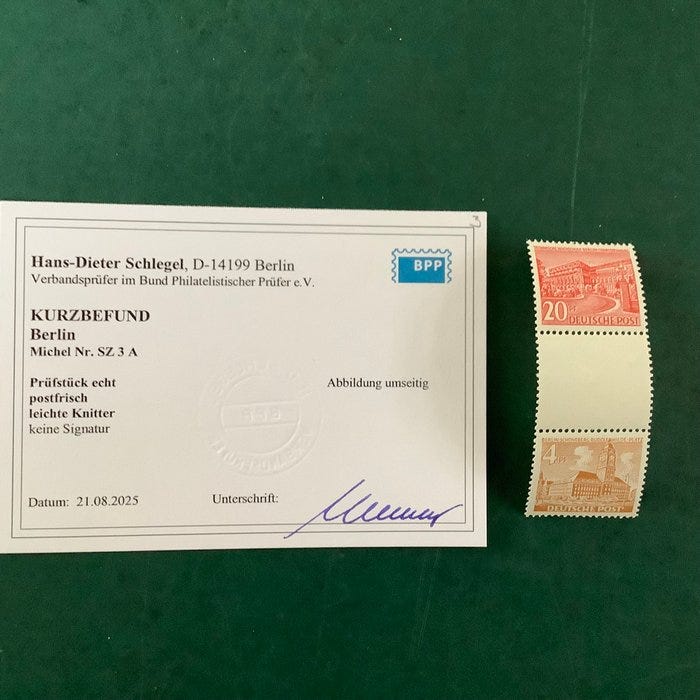 Hans-Dieter Schlegel, D-14199 Berlin
Verbandsprüfer im Bund Philatelistischer Prüfer e.V.
BPP
KURZBEFUND
Berlin
Michel Nr. SZ 3 A
Prüfstück echt
postfrisch
leichte Knitter
keine Signatur
Abbildung umseitig
Datum: 21.08.2025
Unterschrift:
20
DEUTSCHE POST
4
DEUTSCHE POST